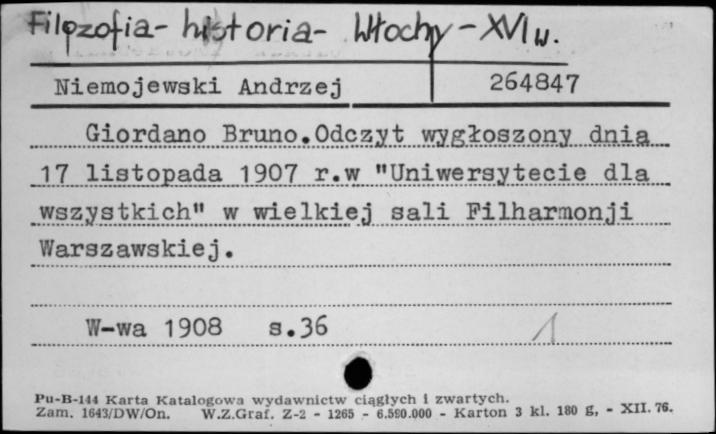 Filozofia - historia - Włochy - XVI w.
Niemojewski Andrzej 264847
Giordano Bruno. Odczyt wygłoszony dnia
17 listopada 1907 r.w "Uniwersytecie dla
wszystkich" w wielkiej sali Filharmonji
Warszawskiej.
W-wa 1908 s.36 1
Pu-B-144 Karta Katalogowa wydawnictw ciągłych i zwartych.
Zam. 1643/DW/On. W.Z.Graf. Z-2 - 1265 - 6.590.000 - Karton 3 kl. 180 g, - XII. 76.